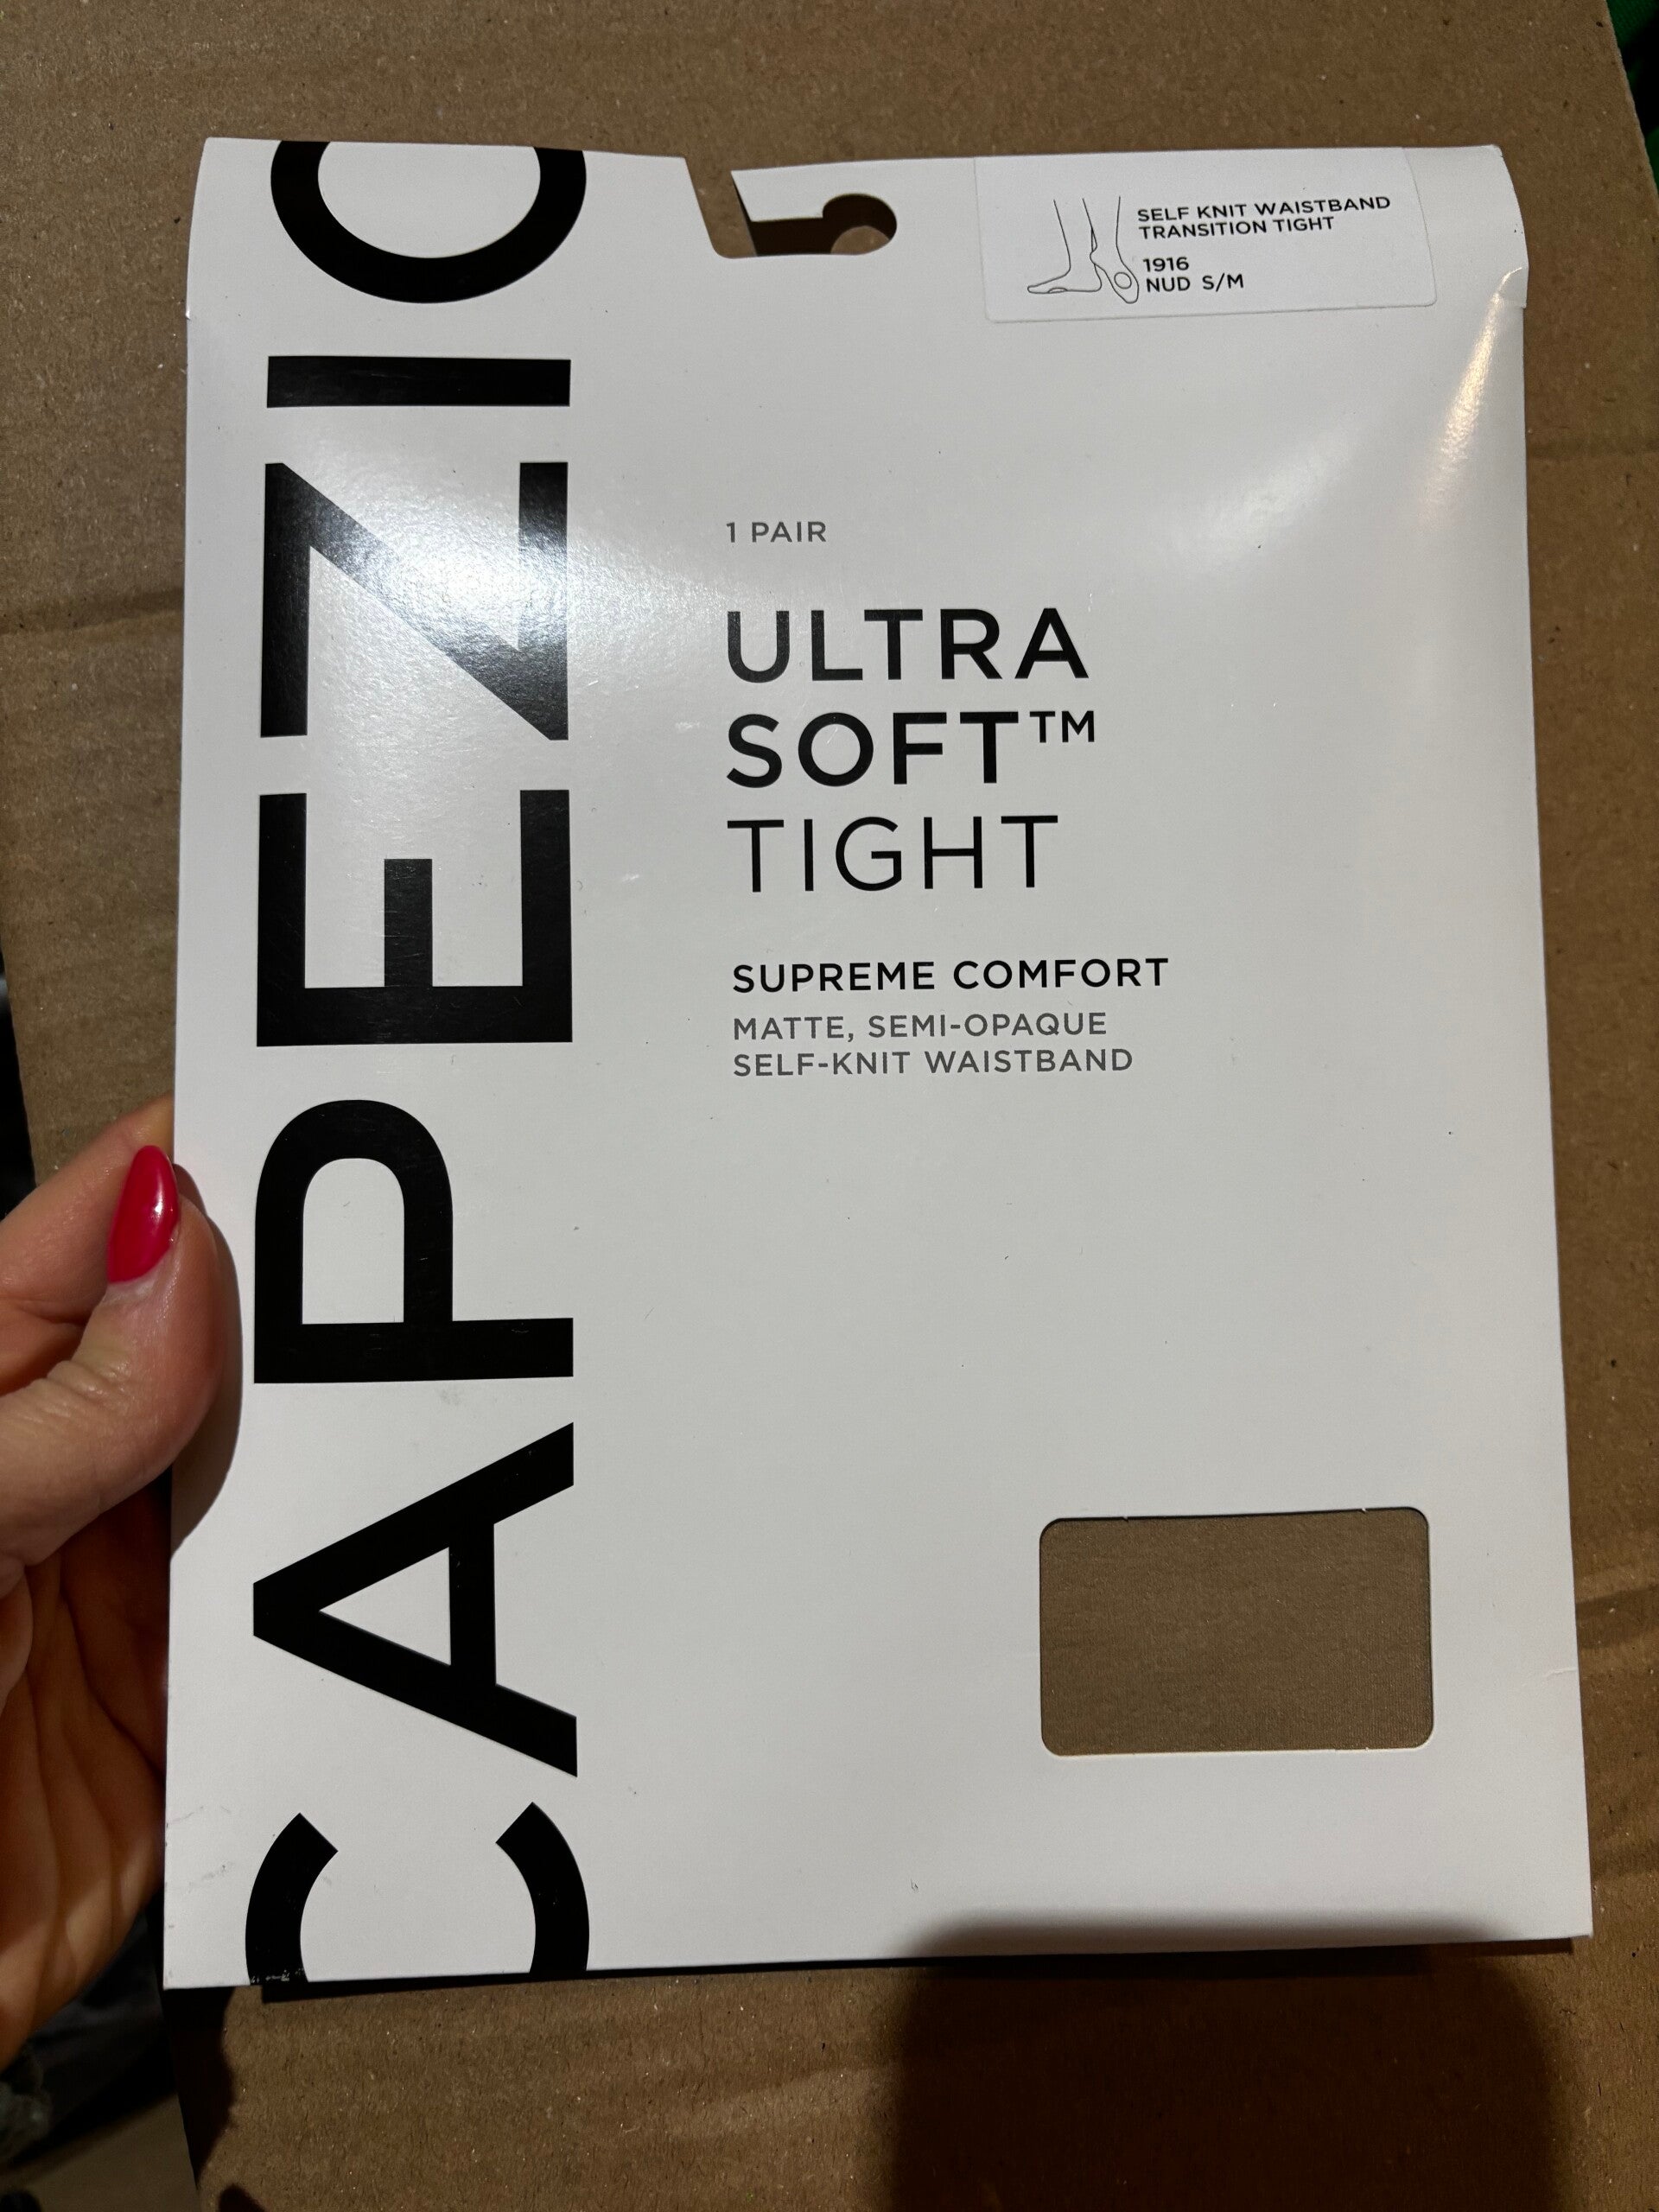 CAPEZIO
SELF KNIT WAISTBAND
TRANSITION TIGHT
1916
NUD S/M
1 PAIR
ULTRA
SOFT™
TIGHT
SUPREME COMFORT
MATTE, SEMI-OPAQUE
SELF-KNIT WAISTBAND